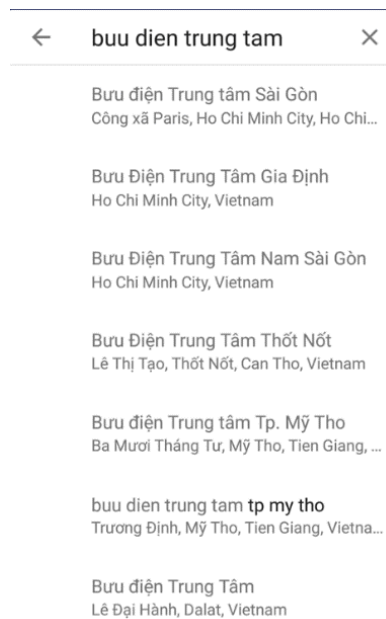 buu dien trung tam
Bưu điện Trung tâm Sài Gòn
Công xã Paris, Ho Chi Minh City, Ho Chi...
Bưu Điện Trung Tâm Gia Định
Ho Chi Minh City, Vietnam
Bưu Điện Trung Tâm Nam Sài Gòn
Ho Chi Minh City, Vietnam
Bưu Điện Trung Tâm Thốt Nốt
Lê Thị Tạo, Thốt Nốt, Can Tho, Vietnam
Bưu điện Trung tâm Tp. Mỹ Tho
Ba Mươi Tháng Tư, Mỹ Tho, Tien Giang, ...
buu dien trung tam tp my tho
Trương Định, Mỹ Tho, Tien Giang, Vietna...
Bưu điện Trung Tâm
Lê Đại Hành, Dalat, Vietnam